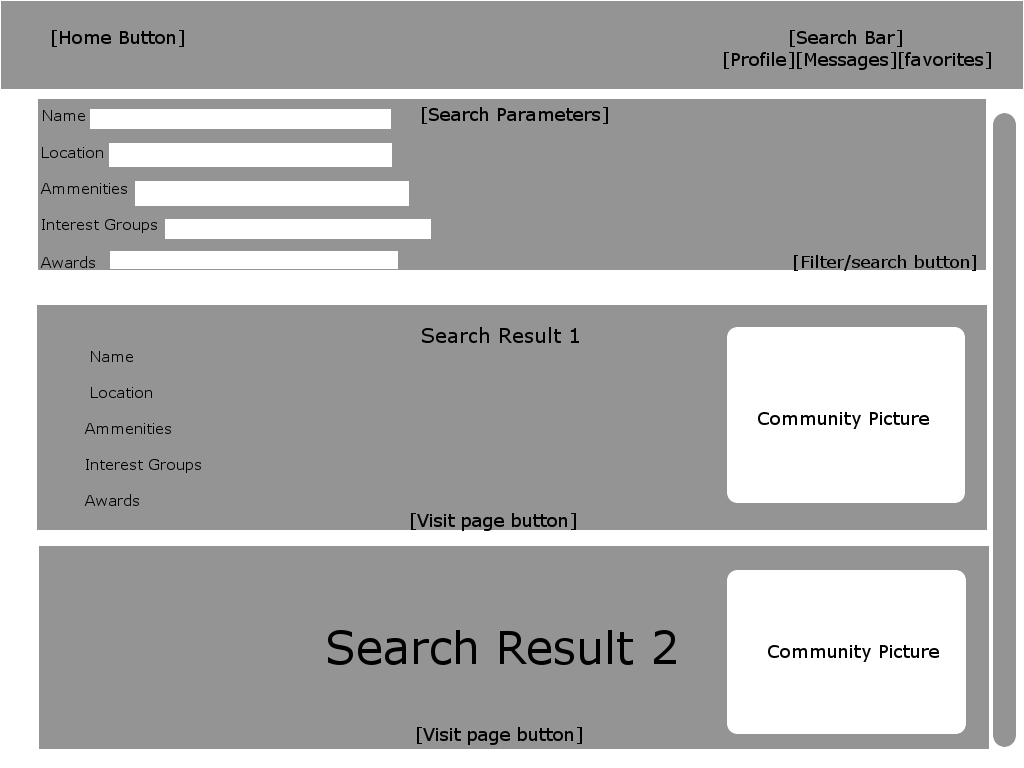 [Home Button]
[Search Bar]
[Profile][Messages][favorites]
Name
[Search Parameters]
Location
Ammenities
Interest Groups
Awards
[Filter/search button]
Search Result 1
Name
Location
Ammenities
Interest Groups
Awards
Community Picture
[Visit page button]
Search Result 2
Community Picture
[Visit page button]